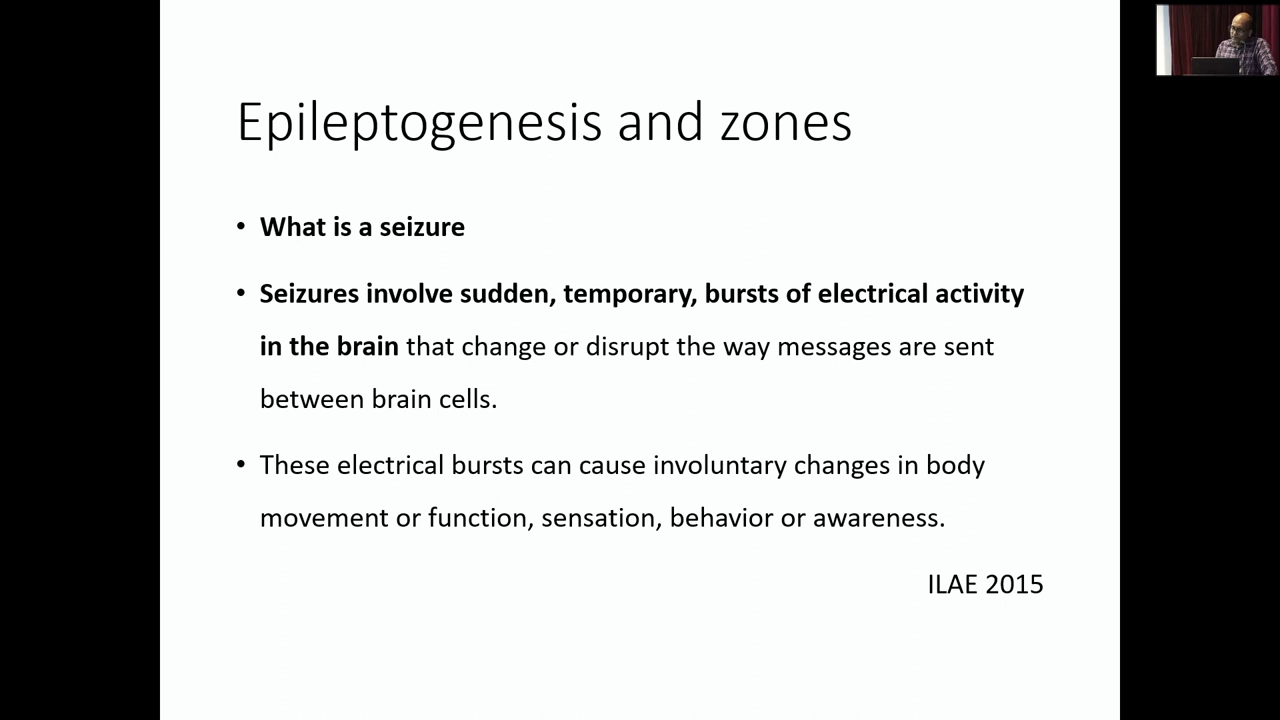 Epileptogenesis and zones
• What is a seizure
• Seizures involve sudden, temporary, bursts of electrical activity
in the brain that change or disrupt the way messages are sent
between brain cells.
• These electrical bursts can cause involuntary changes in body
movement or function, sensation, behavior or awareness.
ILAE 2015